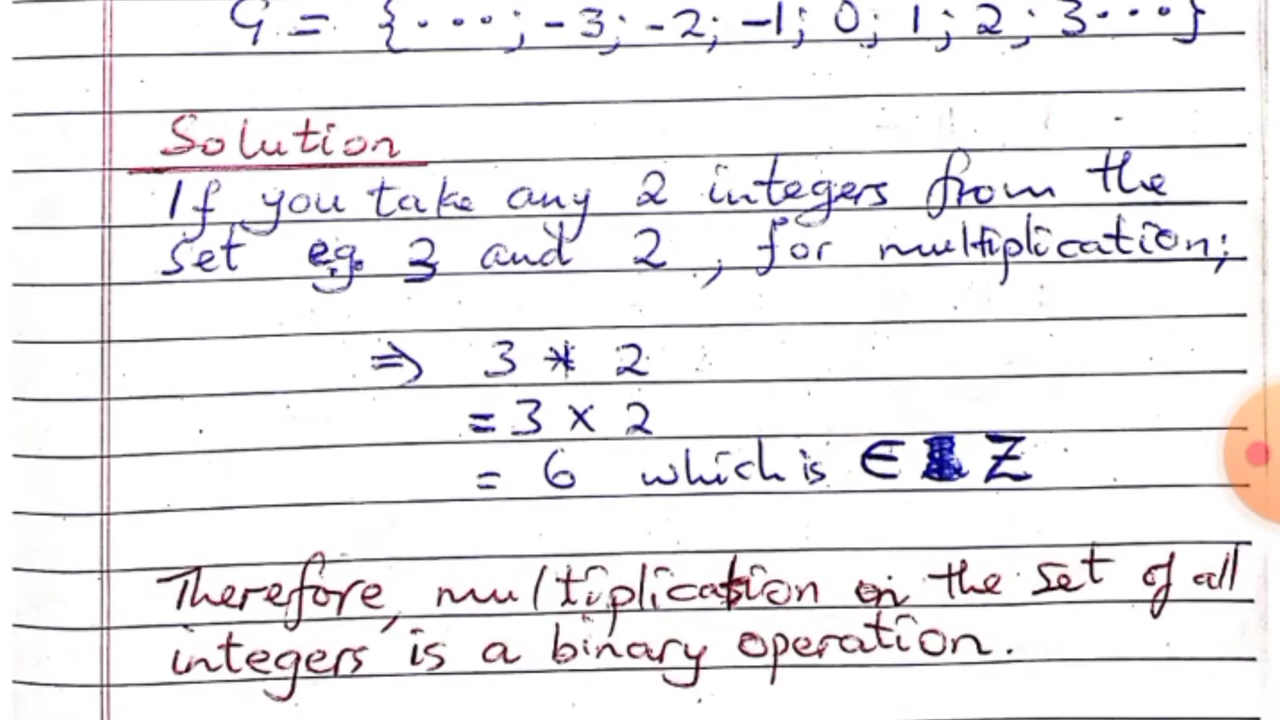 G = {...; -3; -2; -1; 0; 1; 2; 3...}
Solution
If you take any 2 integers from the
set eg. 3 and 2, for multiplication;
⇒ 3 * 2
= 3 × 2
= 6 which is ∈ Z
Therefore, multiplication on the set of all
integers is a binary operation.